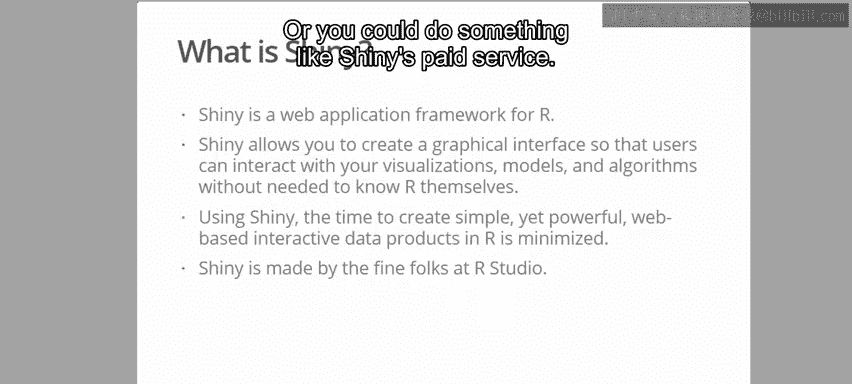 What is
Or you could do something
like Shiny's paid service.
· Shiny is a web application framework for R.
· Shiny allows you to create a graphical interface so that users
can interact with your visualizations, models, and algorithms
without needed to know R themselves.
· Using Shiny, the time to create simple, yet powerful, web-
based interactive data products in R is minimized.
· Shiny is made by the fine folks at R Studio.